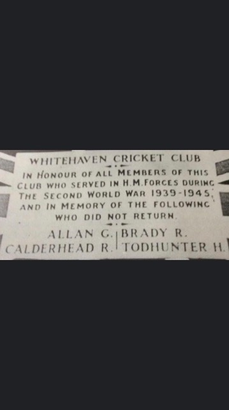 WHITEHAVEN CRICKET CLUB
IN HONOUR OF ALL MEMBERS OF THIS
CLUB WHO SERVED IN H.M. FORCES DURING
THE SECOND WORLD WAR 1939-1945,
AND IN MEMORY OF THE FOLLOWING
WHO DID NOT RETURN.
ALLAN G. BRADY R.
CALDERHEAD R. TODHUNTER H.